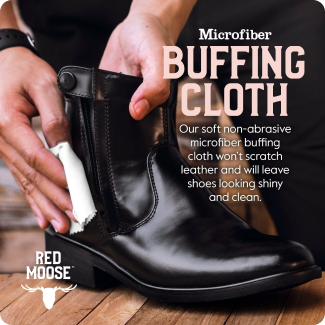 Microfiber
BUFFING
CLOTH
Our soft non-abrasive
microfiber buffing
cloth won't scratch
leather and will leave
shoes looking shiny
and clean.
RED
MOOSE™